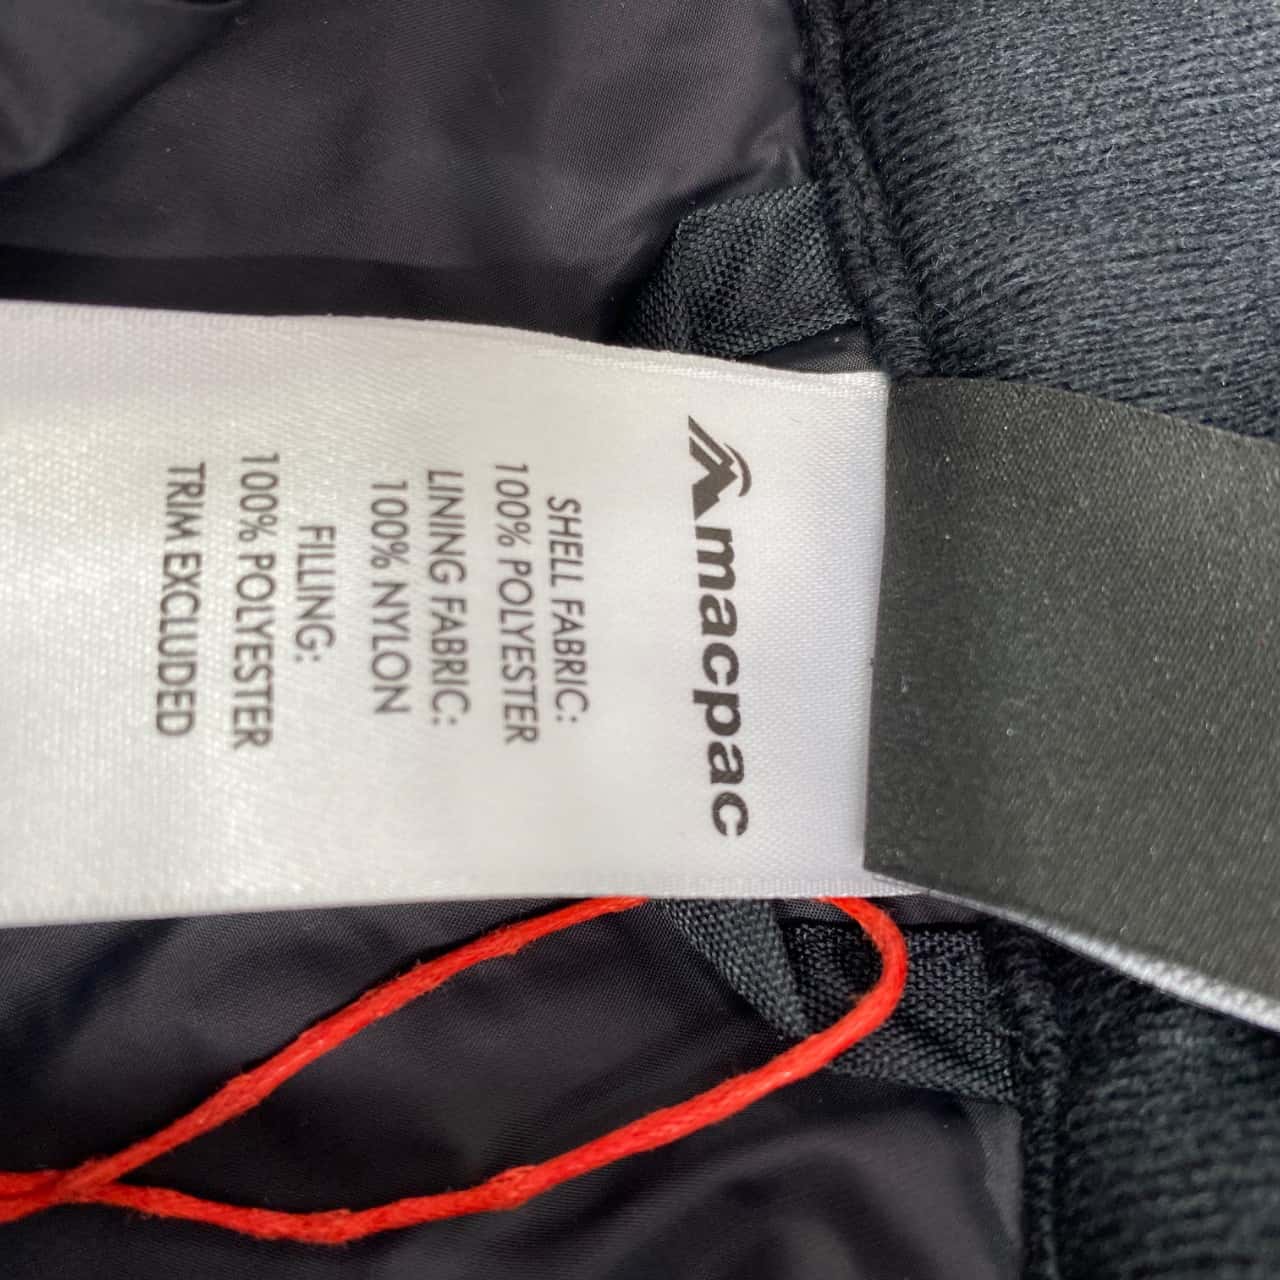 macpac
SHELL FABRIC:
100% POLYESTER
LINING FABRIC:
100% NYLON
FILLING:
100% POLYESTER
TRIM EXCLUDED